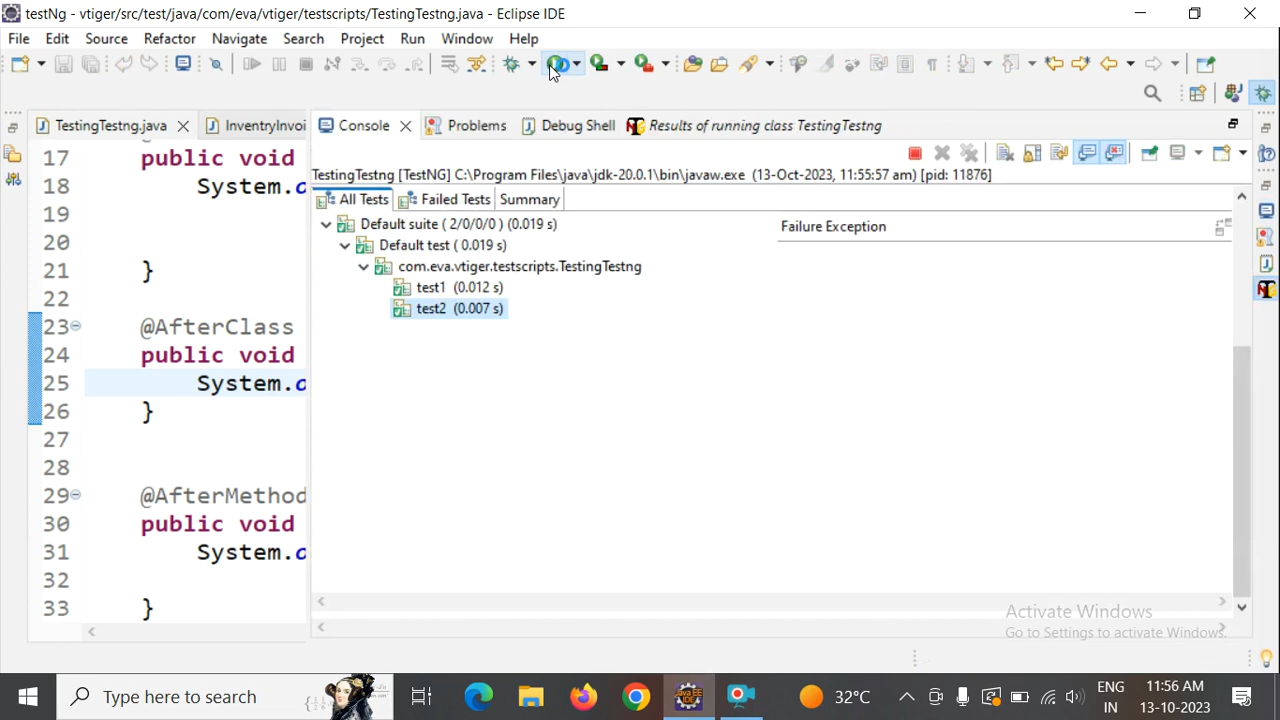 testNg - vtiger/src/test/java/com/eva/vtiger/testscripts/TestingTestng.java - Eclipse IDE
File Edit Source Refactor Navigate Search Project Run Window Help
TestingTestng.java InventryInvoi Console Problems Debug Shell Results of running class TestingTestng
TestingTestng [TestNG] C:\Program Files\java\jdk-20.0.1\bin\javaw.exe (13-Oct-2023, 11:55:57 am) [pid: 11876]
All Tests Failed Tests Summary
Default suite ( 2/0/0/0 ) (0.019 s)
Default test ( 0.019 s)
com.eva.vtiger.testscripts.TestingTestng
test1 (0.012 s)
test2 (0.007 s)
Failure Exception
17 public void
18 System.o
19
20
21 }
22
23 @AfterClass
24 public void
25 System.o
26 }
27
28
29 @AfterMethod
30 public void
31 System.o
32
33 }
Activate Windows
Go to Settings to activate Windows.
Type here to search
32°C
ENG
IN
11:56 AM
13-10-2023